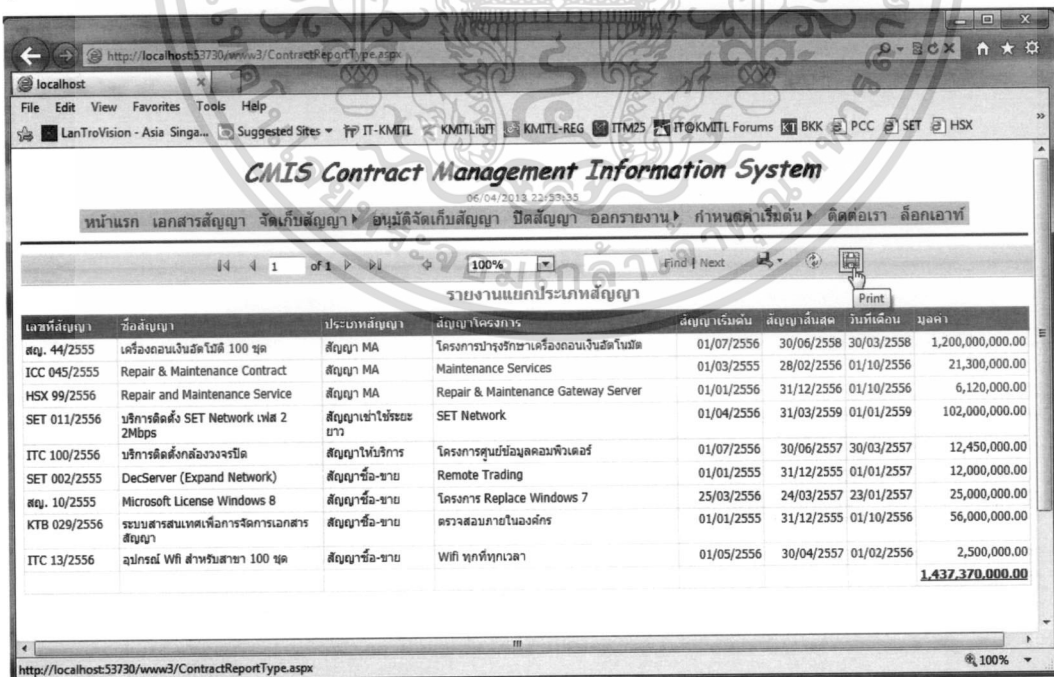 http://localhost:53730/www3/ContractReportType.aspx
localhost
File Edit View Favorites Tools Help
LanTroVision - Asia Singa... Suggested Sites IT-KMITL KMITLibIT KMITL-REG ITM25 IT@KMITL Forums BKK PCC SET HSX
CMIS Contract Management Information System
06/04/2013 22:53:35
หน้าแรก เอกสารสัญญา จัดเก็บสัญญา อนุมัติจัดเก็บสัญญา ปิดสัญญา ออกรายงาน กำหนดค่าเริ่มต้น ติดต่อเรา ล็อกเอาท์
1 of 1 100% Find | Next
Print
รายงานแยกประเภทสัญญา
เลขที่สัญญา ชื่อสัญญา ประเภทสัญญา สัญญาโครงการ สัญญาเริ่มต้น สัญญาสิ้นสุด วันที่เตือน มูลค่า
สญ. 44/2555 เครื่องถอนเงินอัตโมัติ 100 ชุด สัญญา MA โครงการบำรุงรักษาเครื่องถอนเงินอัตโนมัต 01/07/2556 30/06/2558 30/03/2558 1,200,000,000.00
ICC 045/2555 Repair & Maintenance Contract สัญญา MA Maintenance Services 01/03/2555 28/02/2556 01/10/2556 21,300,000.00
HSX 99/2556 Repair and Maintenance Service สัญญา MA Repair & Maintenance Gateway Server 01/01/2556 31/12/2556 01/10/2556 6,120,000.00
SET 011/2556 บริการติดตั้ง SET Network เฟส 2 สัญญาเช่าใช้ระยะ SET Network 01/04/2556 31/03/2559 01/01/2559 102,000,000.00
2Mbps ยาว
ITC 100/2556 บริการติดตั้งกล้องวงจรปิด สัญญาให้บริการ โครงการศูนย์ข้อมูลคอมพิวเตอร์ 01/07/2556 30/06/2557 30/03/2557 12,450,000.00
SET 002/2555 DecServer (Expand Network) สัญญาซื้อ-ขาย Remote Trading 01/01/2555 31/12/2555 01/01/2557 12,000,000.00
สญ. 10/2555 Microsoft License Windows 8 สัญญาซื้อ-ขาย โครงการ Replace Windows 7 25/03/2556 24/03/2557 23/01/2557 25,000,000.00
KTB 029/2556 ระบบสารสนเทศเพื่อการจัดการเอกสาร สัญญาซื้อ-ขาย ตรวจสอบภายในองค์กร 01/01/2555 31/12/2555 01/10/2556 56,000,000.00
สัญญา
ITC 13/2556 อุปกรณ์ Wfi สำหรับสาขา 100 ชุด สัญญาซื้อ-ขาย Wifi ทุกที่ทุกเวลา 01/05/2556 30/04/2557 01/02/2556 2,500,000.00
1,437,370,000.00
http://localhost:53730/www3/ContractReportType.aspx
100%